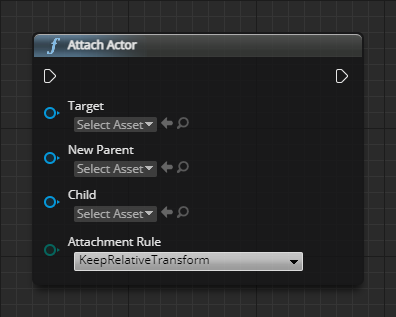 f Attach Actor
Target
Select Asset
New Parent
Select Asset
Child
Select Asset
Attachment Rule
KeepRelativeTransform